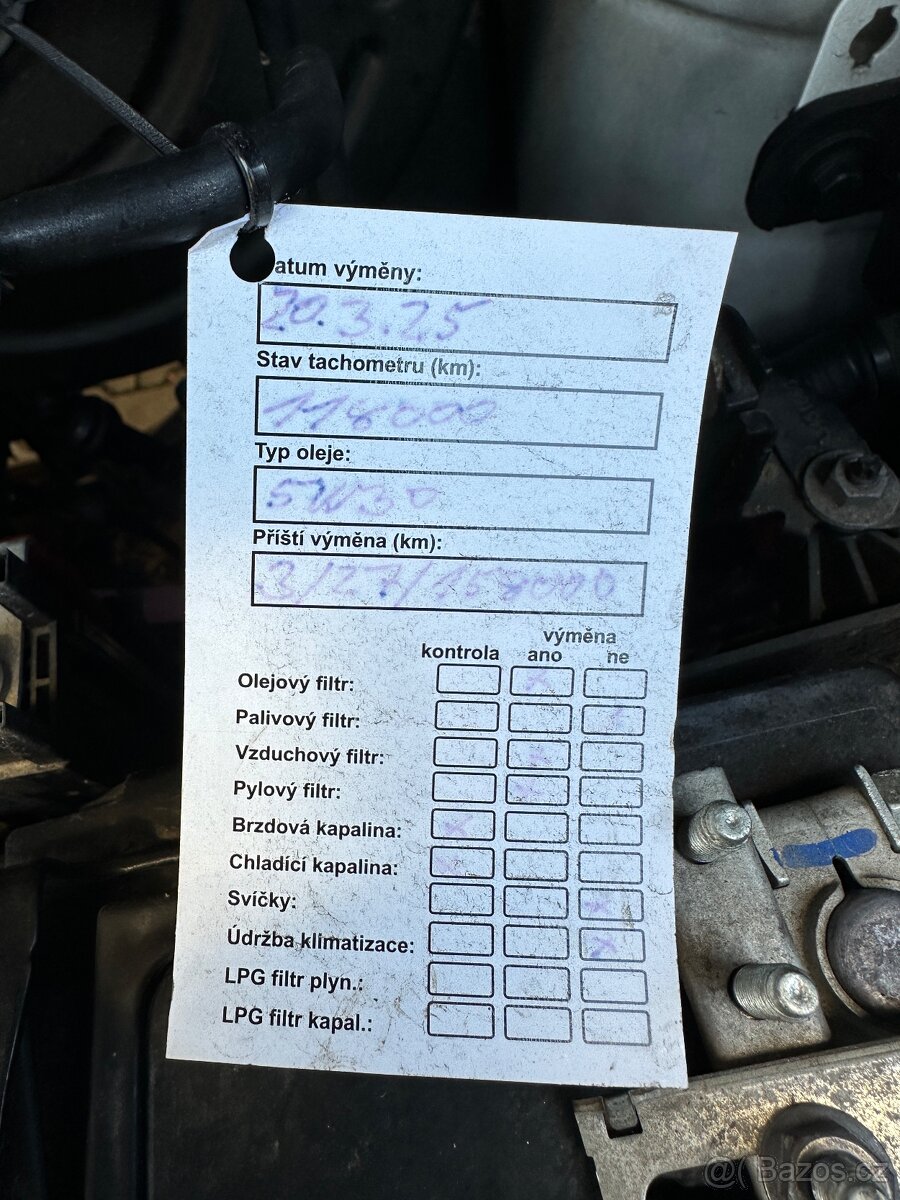 atum výměny:
20.3.25
Stav tachometru (km):
118000
Typ oleje:
5W30
Příští výměna (km):
3/27/158000
výměna
kontrola ano ne
Olejový filtr: x
Palivový filtr: x
Vzduchový filtr: x
Pylový filtr: x
Brzdová kapalina: x
Chladící kapalina: x
Svíčky: x
Údržba klimatizace: x
LPG filtr plyn.:
LPG filtr kapal.:
Bazos.cz